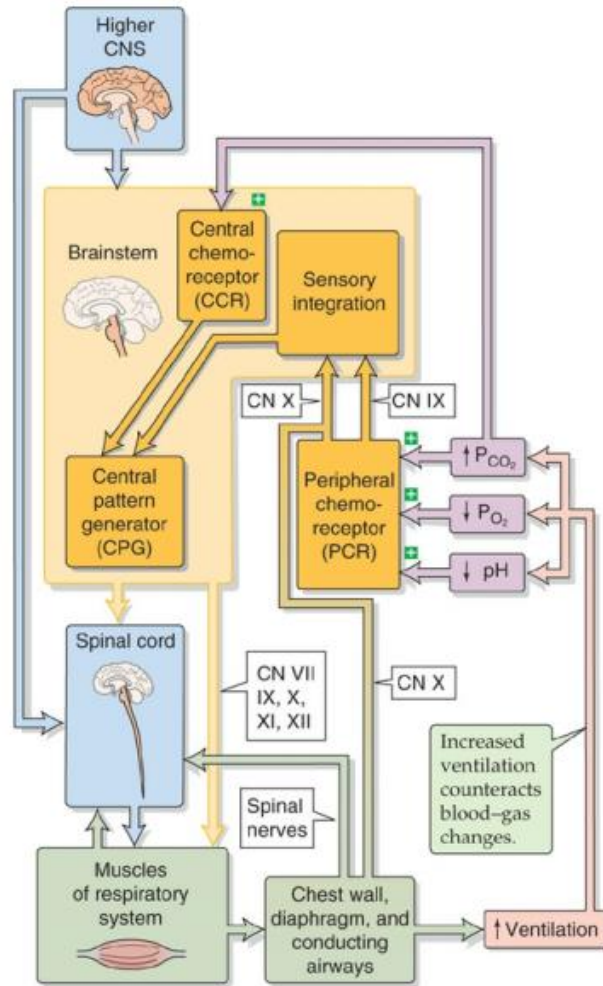 Higher
CNS
Brainstem
Central
chemo-
receptor
(CCR)
Sensory
integration
CN X
CN IX
Central
pattern
generator
(CPG)
Peripheral
chemo-
receptor
(PCR)
↑ PCO₂
↓ PO₂
↓ pH
Spinal cord
CN VII
IX, X,
XI, XII
CN X
Increased
ventilation
counteracts
blood–gas
changes.
Spinal
nerves
Muscles
of respiratory
system
Chest wall,
diaphragm, and
conducting
airways
↑ Ventilation